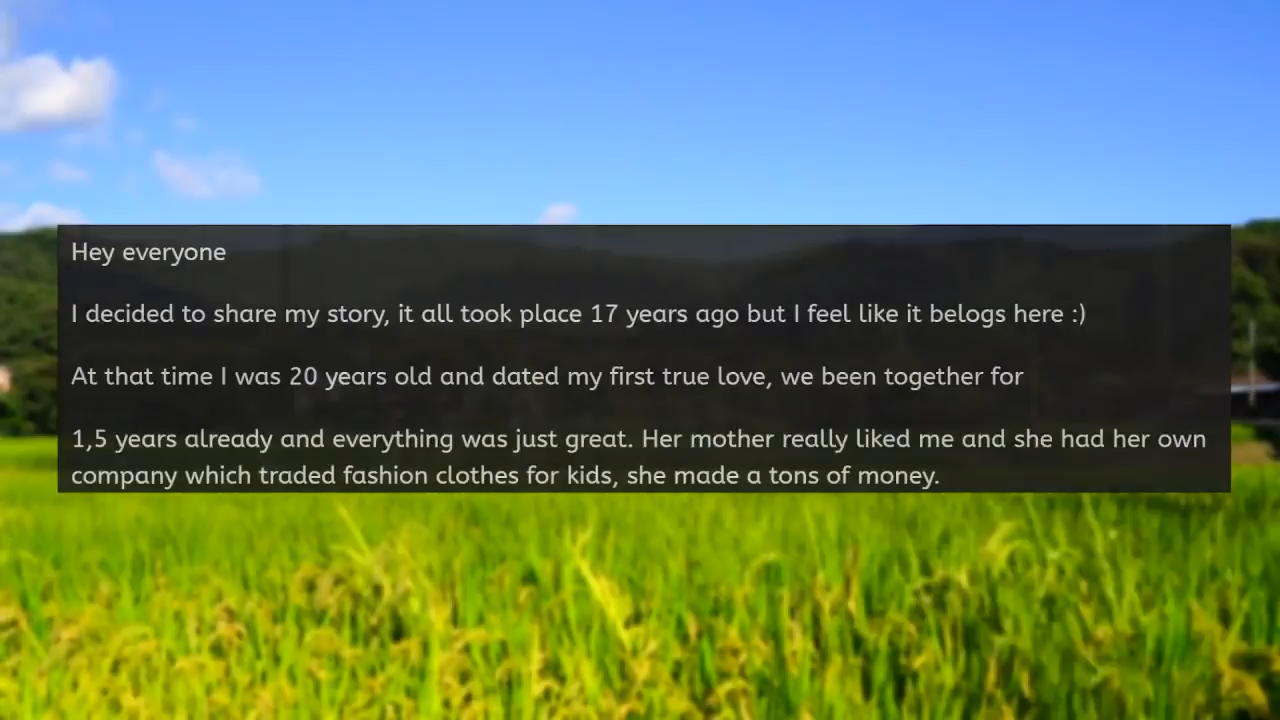 Hey everyone
I decided to share my story, it all took place 17 years ago but I feel like it belogs here :)
At that time I was 20 years old and dated my first true love, we been together for
1,5 years already and everything was just great. Her mother really liked me and she had her own
company which traded fashion clothes for kids, she made a tons of money.